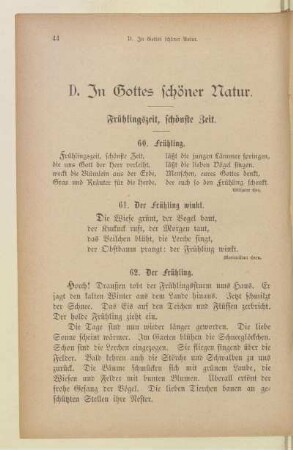 D. In Gottes schöner Natur.
D. In Gottes schöner Natur.
Frühlingszeit, schönste Zeit.
60. Frühling.
Frühlingszeit, schönste Zeit,
die uns Gott der Herr verleiht,
weckt die Blümlein aus der Erde,
Gras und Kräuter für die Herde,
läßt die jungen Lämmer springen,
läßt die lieben Vögel singen.
Menschen, eures Gottes denkt,
der euch so den Frühling schenkt.
Wilhelm Hey.
61. Der Frühling winkt.
Die Wiese grünt, der Vogel baut,
der Kuckuck ruft, der Morgen taut,
das Veilchen blüht, die Lerche singt,
der Obstbaum prangt: der Frühling winkt.
62. Der Frühling.
Horch! Draußen tobt der Frühlingssturm ums Haus. Er
jagt den kalten Winter aus dem Lande hinaus. Jetzt schmilzt
der Schnee. Das Eis auf den Teichen und Flüssen zerbricht.
Der holde Frühling zieht ein.
Die Tage sind nun wieder länger geworden. Die liebe
Sonne scheint wärmer. Im Garten blühen die Schneeglöckchen.
Schon sind die Lerchen eingezogen. Sie steigen singend über die
Felder. Bald kehren auch die Störche und Schwalben zu uns
zurück. Die Bäume schmücken sich mit grünem Laube, die
Wiesen und Felder mit bunten Blumen. Überall ertönt der
frohe Gesang der Vögel. Die lieben Tierchen bauen an ge-
schützten Stellen ihre Nester.